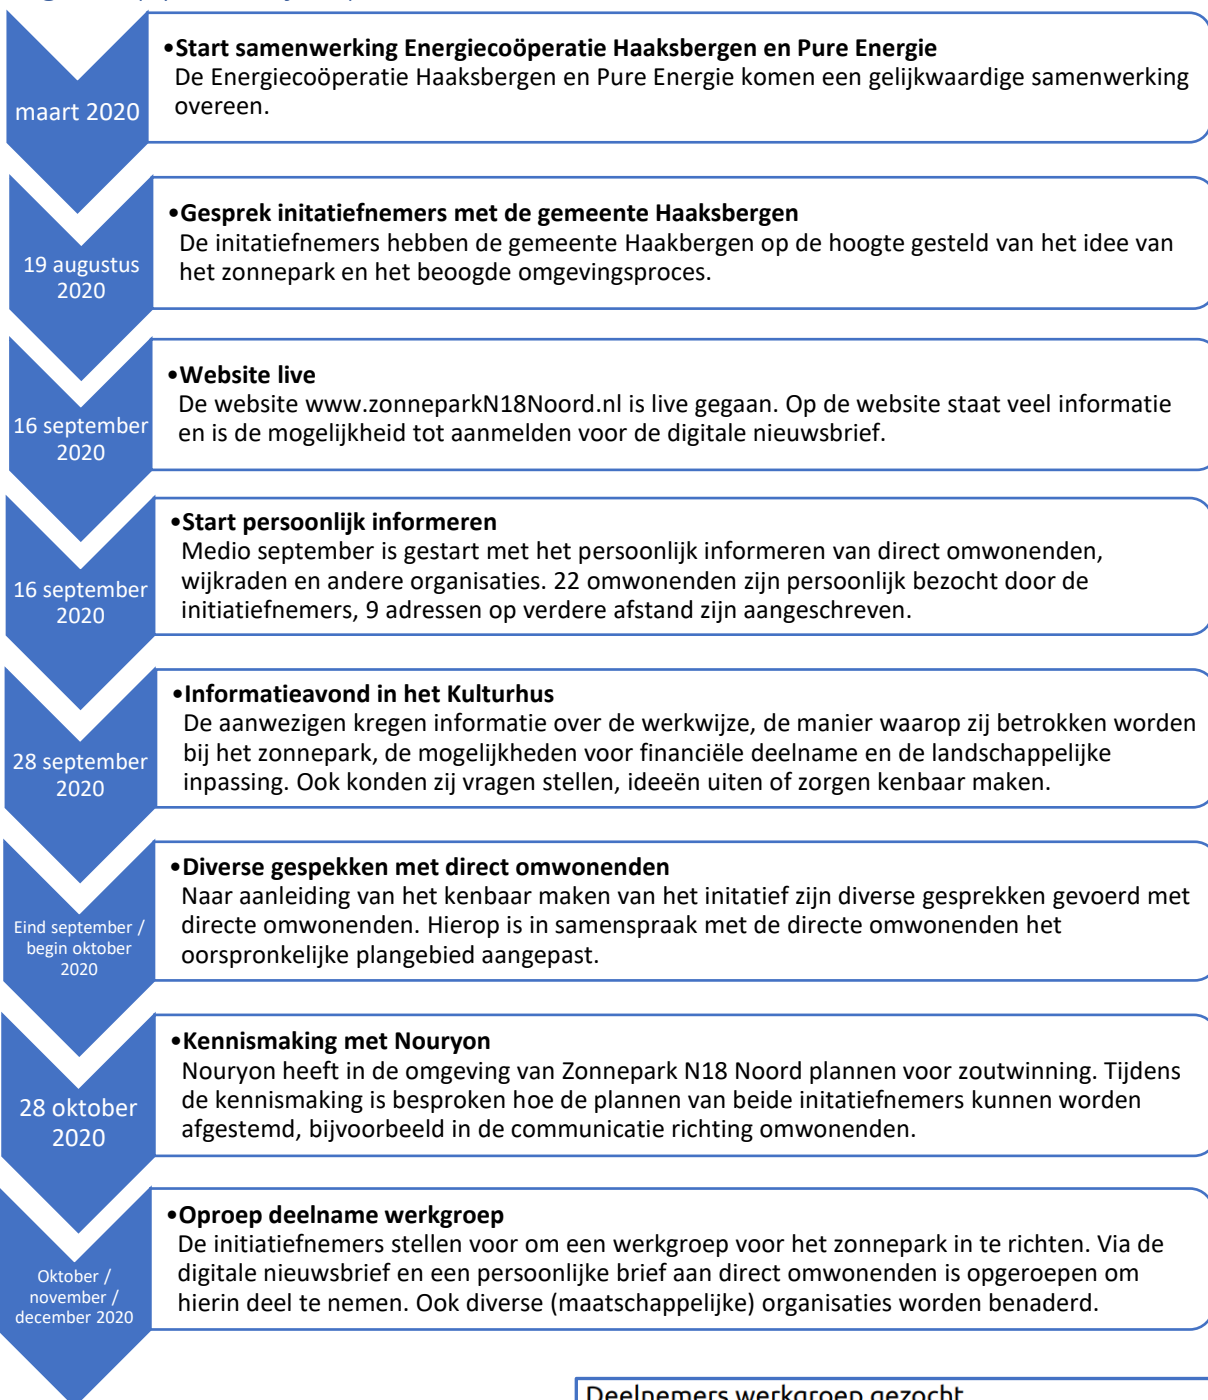 maart 2020
•Start samenwerking Energiecoöperatie Haaksbergen en Pure Energie
De Energiecoöperatie Haaksbergen en Pure Energie komen een gelijkwaardige samenwerking
overeen.
19 augustus
2020
•Gesprek initatiefnemers met de gemeente Haaksbergen
De initatiefnemers hebben de gemeente Haakbergen op de hoogte gesteld van het idee van
het zonnepark en het beoogde omgevingsproces.
16 september
2020
•Website live
De website www.zonneparkN18Noord.nl is live gegaan. Op de website staat veel informatie
en is de mogelijkheid tot aanmelden voor de digitale nieuwsbrief.
16 september
2020
•Start persoonlijk informeren
Medio september is gestart met het persoonlijk informeren van direct omwonenden,
wijkraden en andere organisaties. 22 omwonenden zijn persoonlijk bezocht door de
initiatiefnemers, 9 adressen op verdere afstand zijn aangeschreven.
28 september
2020
•Informatieavond in het Kulturhus
De aanwezigen kregen informatie over de werkwijze, de manier waarop zij betrokken worden
bij het zonnepark, de mogelijkheden voor financiële deelname en de landschappelijke
inpassing. Ook konden zij vragen stellen, ideeën uiten of zorgen kenbaar maken.
Eind september /
begin oktober
2020
•Diverse gespekken met direct omwonenden
Naar aanleiding van het kenbaar maken van het initatief zijn diverse gesprekken gevoerd met
directe omwonenden. Hierop is in samenspraak met de directe omwonenden het
oorspronkelijke plangebied aangepast.
28 oktober
2020
•Kennismaking met Nouryon
Nouryon heeft in de omgeving van Zonnepark N18 Noord plannen voor zoutwinning. Tijdens
de kennismaking is besproken hoe de plannen van beide initatiefnemers kunnen worden
afgestemd, bijvoorbeeld in de communicatie richting omwonenden.
Oktober /
november /
december 2020
•Oproep deelname werkgroep
De initiatiefnemers stellen voor om een werkgroep voor het zonnepark in te richten. Via de
digitale nieuwsbrief en een persoonlijke brief aan direct omwonenden is opgeroepen om
hierin deel te nemen. Ook diverse (maatschappelijke) organisaties worden benaderd.
Deelnemers werkgroep gezocht